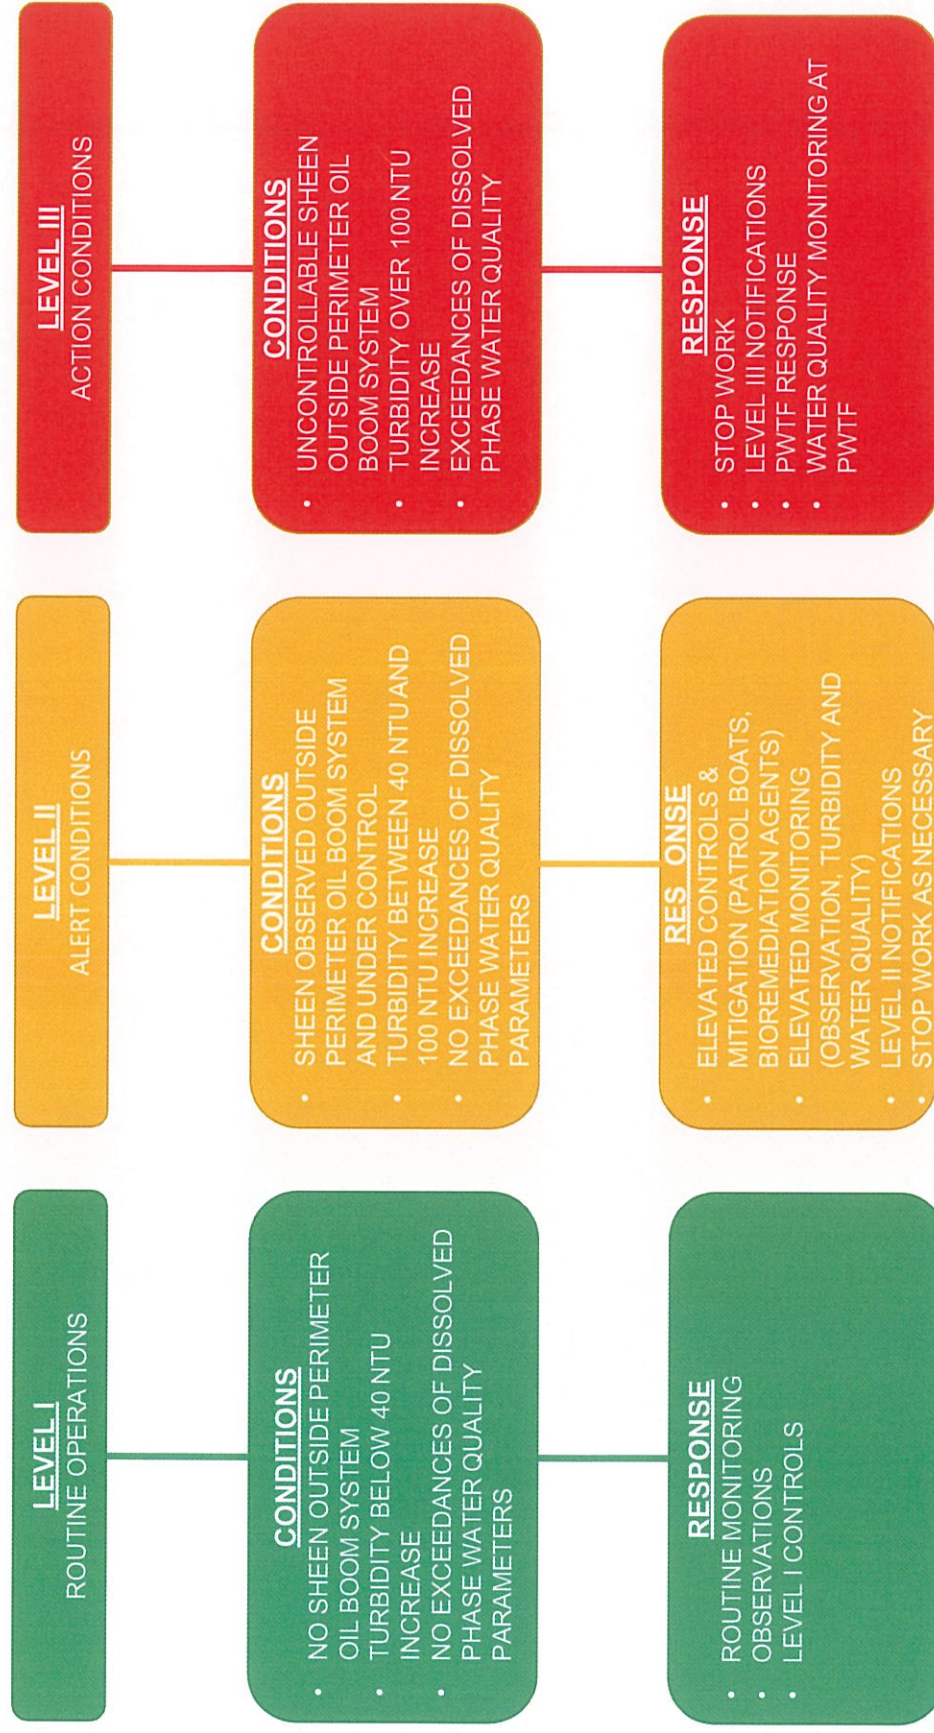 LEVEL I
ROUTINE OPERATIONS
CONDITIONS
• NO SHEEN OUTSIDE PERIMETER
OIL BOOM SYSTEM
• TURBIDITY BELOW 40 NTU
INCREASE
• NO EXCEEDANCES OF DISSOLVED
PHASE WATER QUALITY
PARAMETERS
RESPONSE
• ROUTINE MONITORING
• OBSERVATIONS
• LEVEL I CONTROLS
LEVEL II
ALERT CONDITIONS
CONDITIONS
• SHEEN OBSERVED OUTSIDE
PERIMETER OIL BOOM SYSTEM
AND UNDER CONTROL
• TURBIDITY BETWEEN 40 NTU AND
100 NTU INCREASE
• NO EXCEEDANCES OF DISSOLVED
PHASE WATER QUALITY
PARAMETERS
RES ONSE
• ELEVATED CONTROLS &
MITIGATION (PATROL BOATS,
BIOREMEDIATION AGENTS)
• ELEVATED MONITORING
(OBSERVATION, TURBIDITY AND
WATER QUALITY)
• LEVEL II NOTIFICATIONS
• STOP WORK AS NECESSARY
LEVEL III
ACTION CONDITIONS
CONDITIONS
• UNCONTROLLABLE SHEEN
OUTSIDE PERIMETER OIL
BOOM SYSTEM
• TURBIDITY OVER 100 NTU
INCREASE
• EXCEEDANCES OF DISSOLVED
PHASE WATER QUALITY
RESPONSE
• STOP WORK
• LEVEL III NOTIFICATIONS
• PWTF RESPONSE
• WATER QUALITY MONITORING AT
PWTF